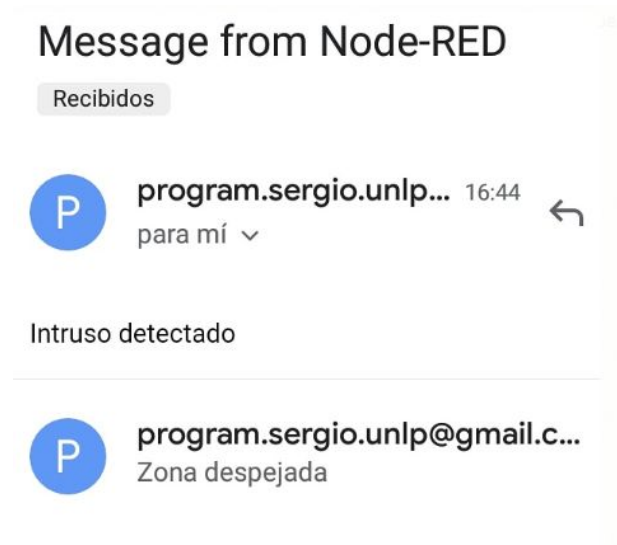 Message from Node-RED
Recibidos
P
program.sergio.unlp... 16:44
para mí
Intruso detectado
P
program.sergio.unlp@gmail.c...
Zona despejada